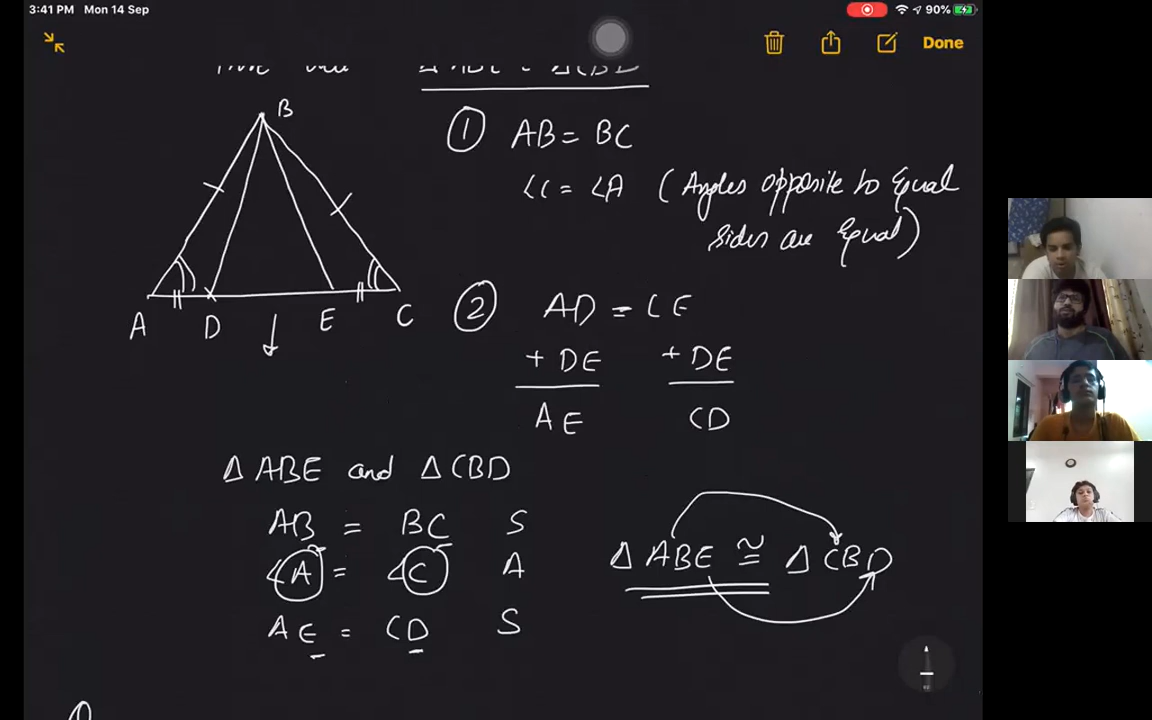 3:41 PM Mon 14 Sep
90%
Done
B
① AB = BC
∠C = ∠A (Angles opposite to Equal
sides are Equal)
A D E C
② AD = CE
+ DE + DE
AE CD
Δ ABE and Δ CBD
AB = BC S
∠A = ∠C A
AE = CD S
Δ ABE ≅ Δ CBD